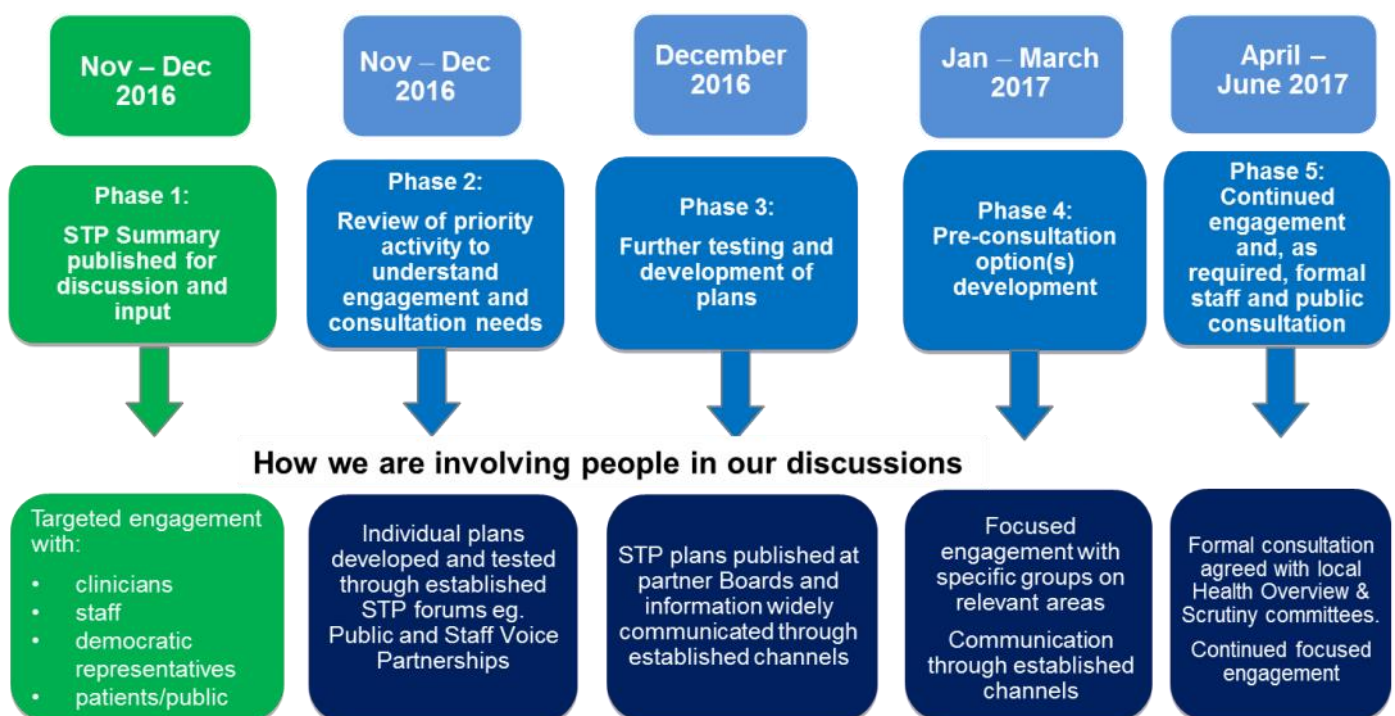 Nov – Dec
2016
Nov – Dec
2016
December
2016
Jan – March
2017
April –
June 2017
Phase 1:
STP Summary
published for
discussion and
input
Phase 2:
Review of priority
activity to
understand
engagement and
consultation needs
Phase 3:
Further testing and
development of
plans
Phase 4:
Pre-consultation
option(s)
development
Phase 5:
Continued
engagement
and, as
required, formal
staff and public
consultation
How we are involving people in our discussions
Targeted engagement
with:
• clinicians
• staff
• democratic
representatives
• patients/public
Individual plans
developed and tested
through established
STP forums eg.
Public and Staff Voice
Partnerships
STP plans published at
partner Boards and
information widely
communicated through
established channels
Focused
engagement with
specific groups on
relevant areas
Communication
through established
channels
Formal consultation
agreed with local
Health Overview &
Scrutiny committees.
Continued focused
engagement